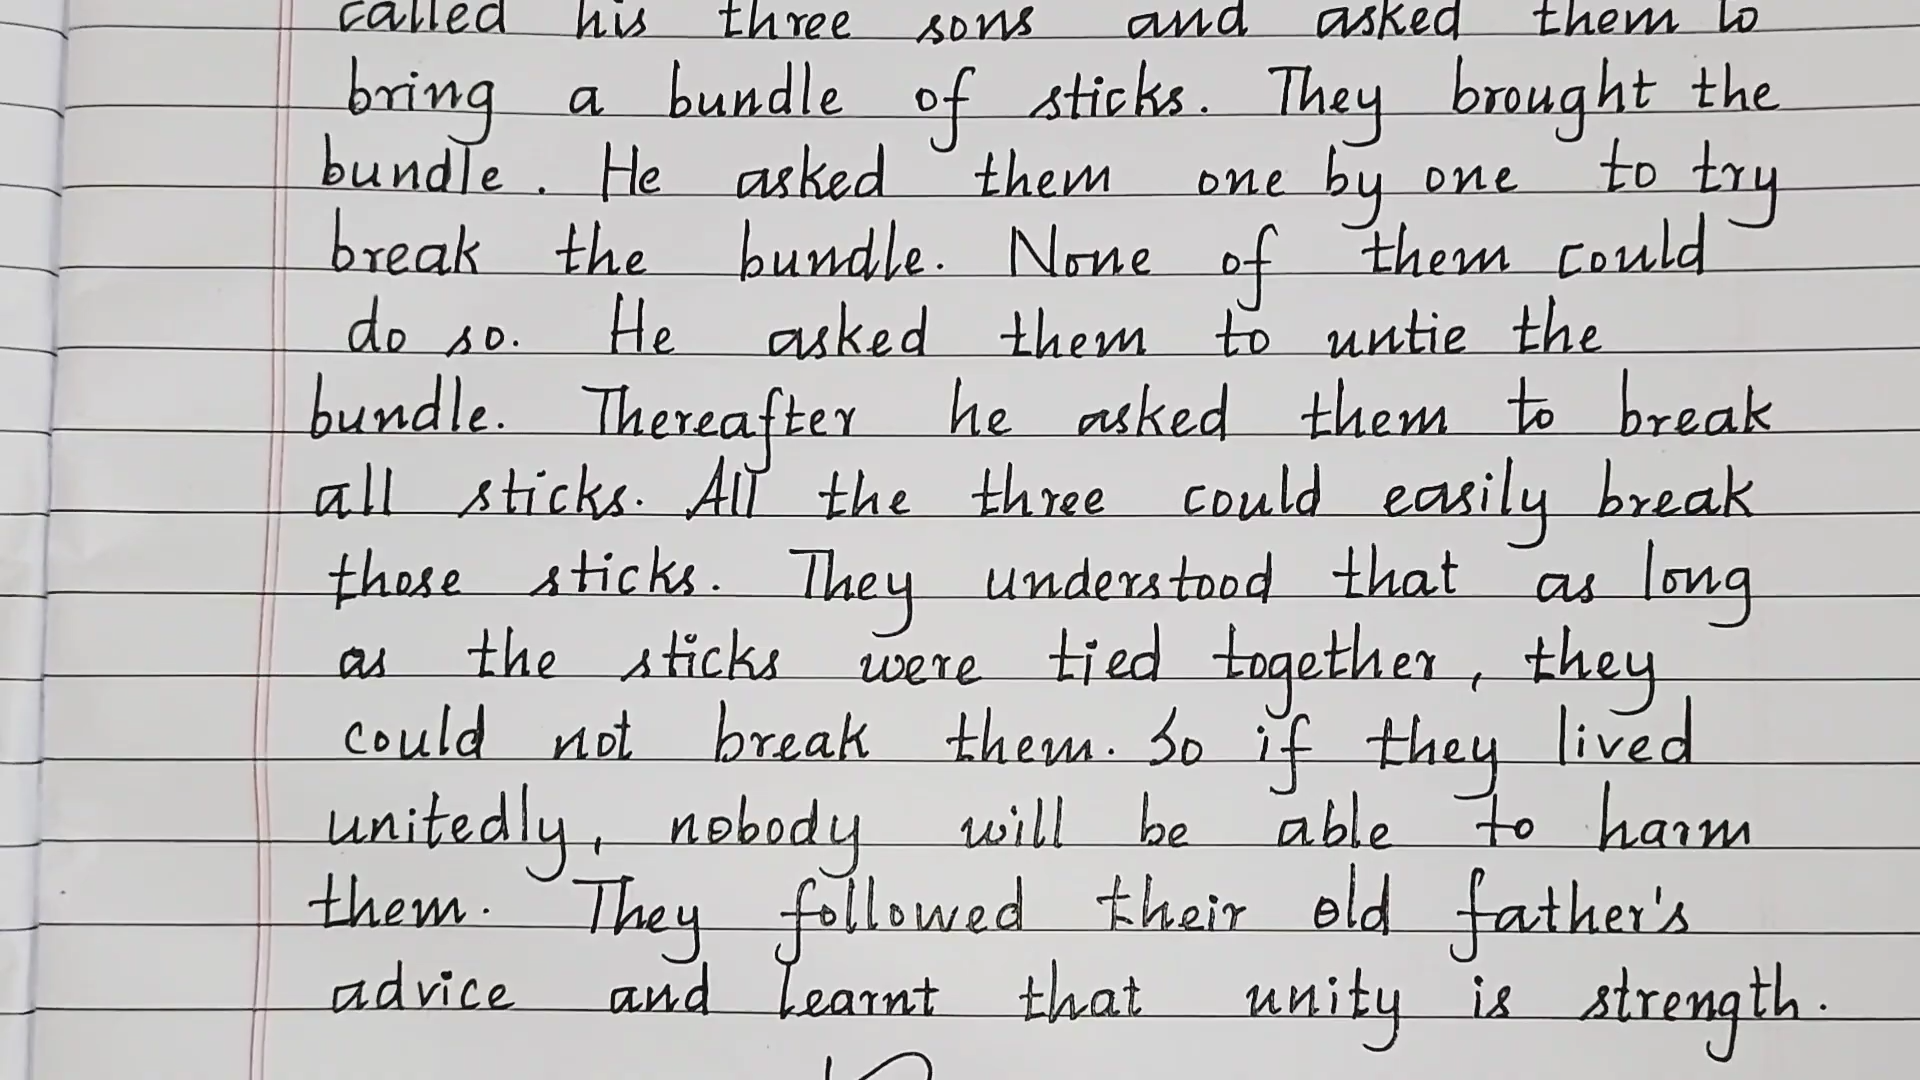 called his three sons and asked them to
bring a bundle of sticks. They brought the
bundle. He asked them one by one to try
break the bundle. None of them could
do so. He asked them to untie the
bundle. Thereafter he asked them to break
all sticks. All the three could easily break
those sticks. They understood that as long
as the sticks were tied together, they
could not break them. So if they lived
unitedly, nobody will be able to harm
them. They followed their old father's
advice and learnt that unity is strength.